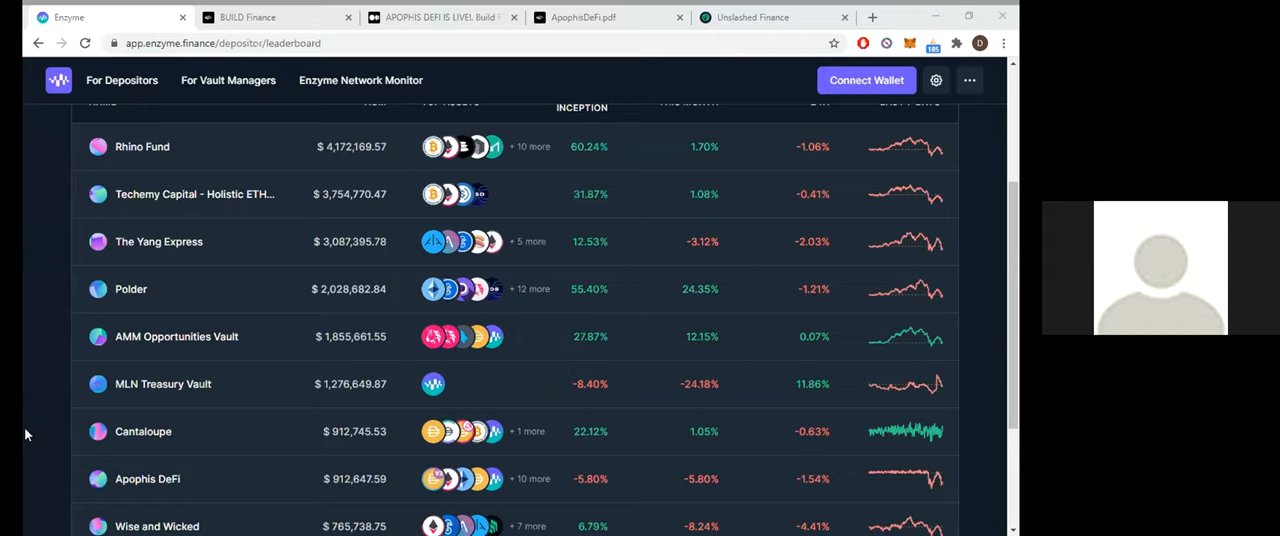 Enzyme
BUILD Finance
APOPHIS DEFI IS LIVE!. Build F
ApophisDeFi.pdf
Unslashed Finance
app.enzyme.finance/depositor/leaderboard
185
D
For Depositors
For Vault Managers
Enzyme Network Monitor
Connect Wallet
INCEPTION
Rhino Fund $ 4,172,169.57 + 10 more 60.24% 1.70% -1.06%
Techemy Capital - Holistic ETH... $ 3,754,770.47 31.87% 1.08% -0.41%
The Yang Express $ 3,087,395.78 + 5 more 12.53% -3.12% -2.03%
Polder $ 2,028,682.84 + 12 more 55.40% 24.35% -1.21%
AMM Opportunities Vault $ 1,855,661.55 27.87% 12.15% 0.07%
MLN Treasury Vault $ 1,276,649.87 -8.40% -24.18% 11.86%
Cantaloupe $ 912,745.53 + 1 more 22.12% 1.05% -0.63%
Apophis DeFi $ 912,647.59 + 10 more -5.80% -5.80% -1.54%
Wise and Wicked $ 765,738.75 + 7 more 6.79% -8.24% -4.41%